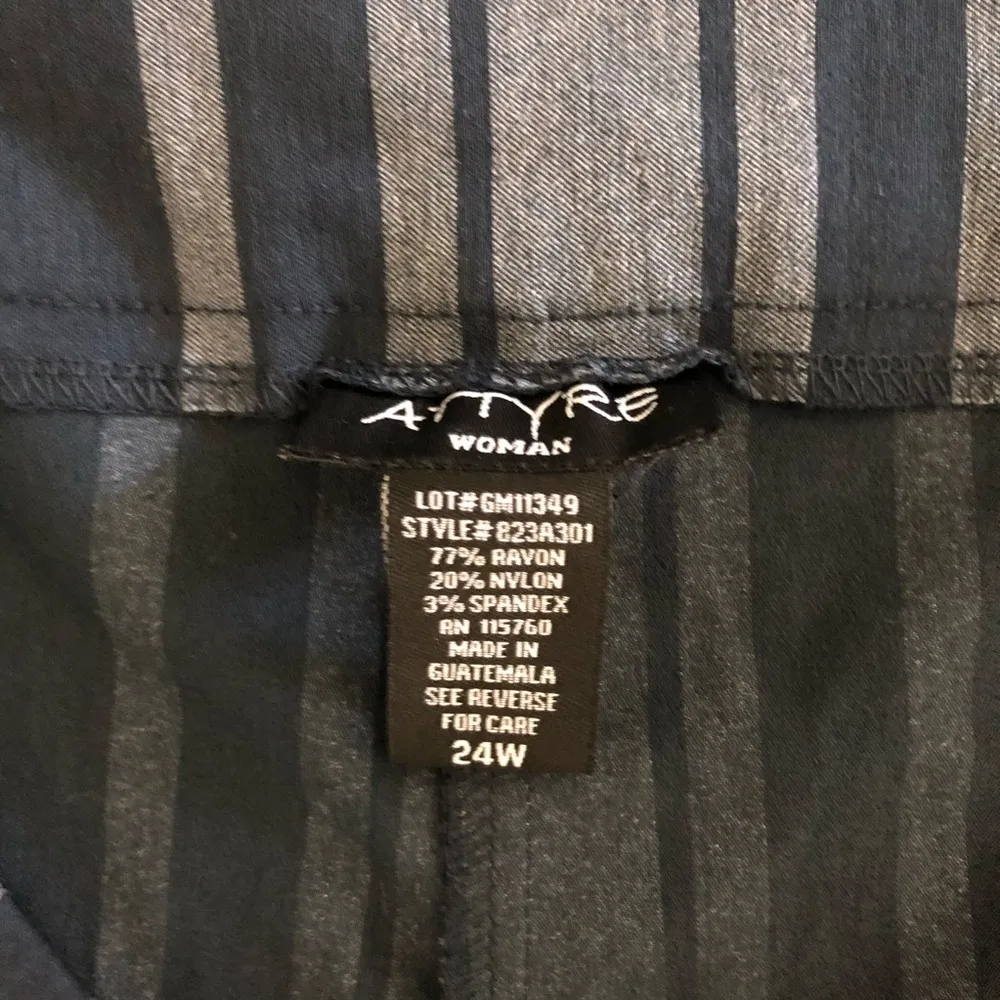 ATTYRE
WOMAN
LOT#GM11349
STYLE#823A301
77% RAYON
20% NYLON
3% SPANDEX
RN 115760
MADE IN
GUATEMALA
SEE REVERSE
FOR CARE
24W